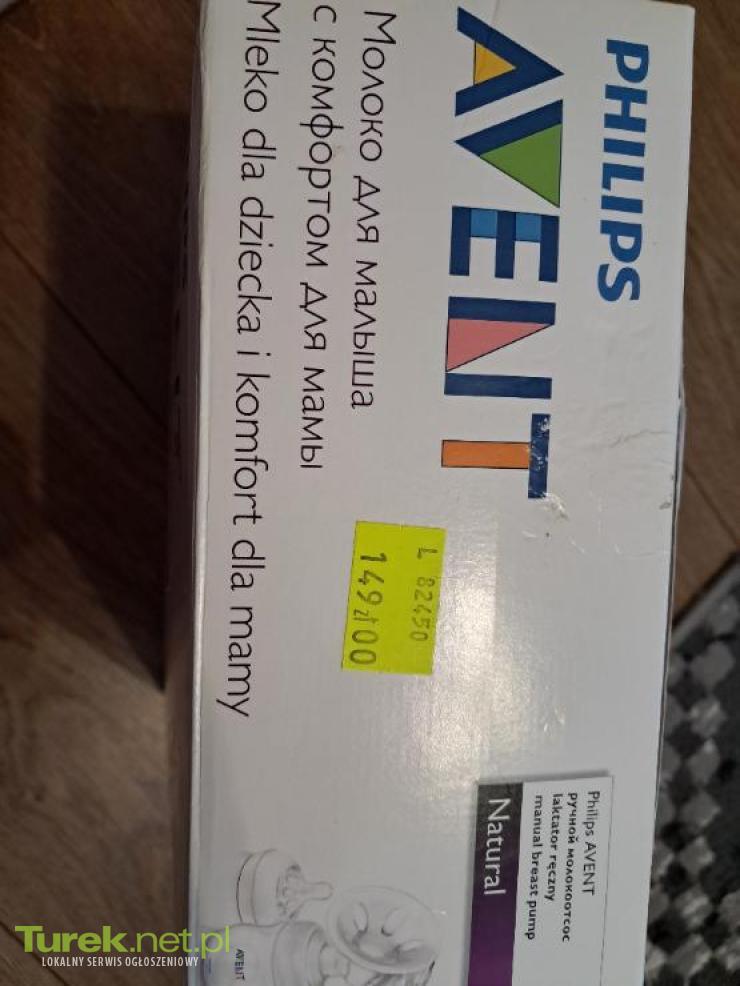 PHILIPS
AVENT
Молоко для малыша
с комфортом для мамы
Mleko dla dziecka i komfort dla mamy
L 82450
149zł00
Philips AVENT
ручной молокоотсос
laktator ręczny
manual breast pump
Natural
AVENT
Turek.net.pl
LOKALNY SERWIS OGŁOSZENIOWY